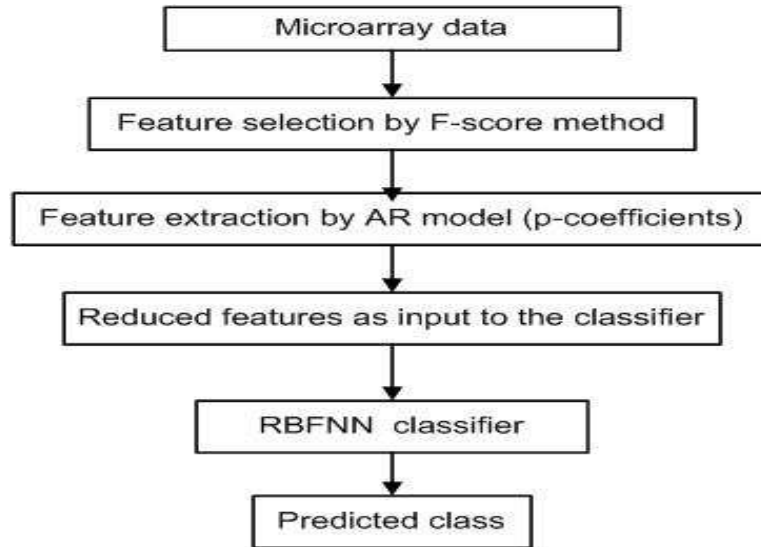 Microarray data
Feature selection by F-score method
Feature extraction by AR model (p-coefficients)
Reduced features as input to the classifier
RBFNN classifier
Predicted class